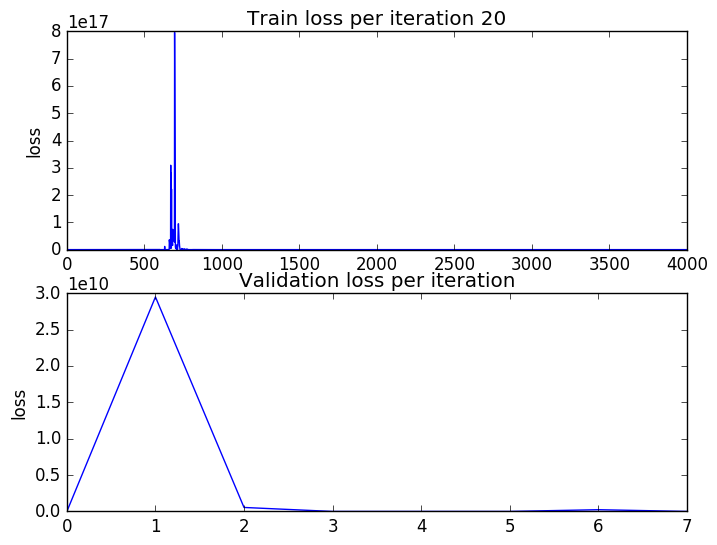 Train loss per iteration 20
1e17
8
7
6
5
4
3
2
1
0
loss
0 500 1000 1500 2000 2500 3000 3500 4000
Validation loss per iteration
1e10
3.0
2.5
2.0
1.5
1.0
0.5
0.0
loss
0 1 2 3 4 5 6 7